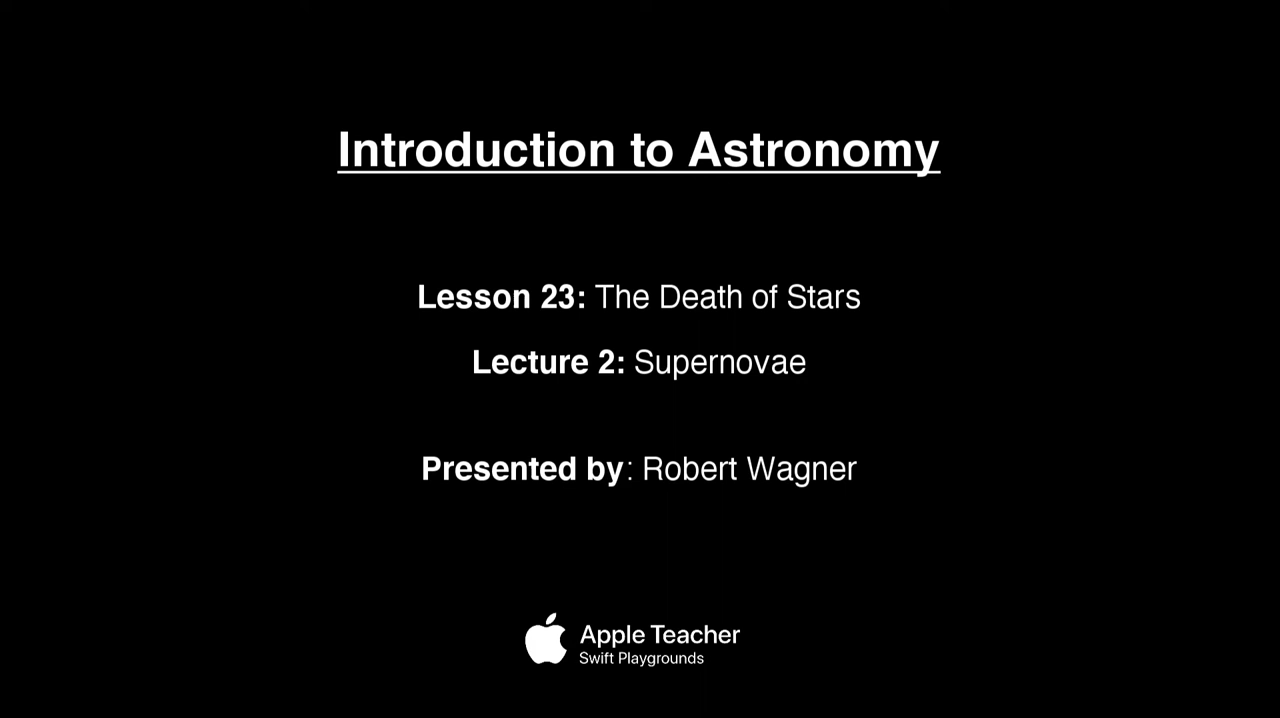 Introduction to Astronomy
Lesson 23: The Death of Stars
Lecture 2: Supernovae
Presented by: Robert Wagner
Apple Teacher
Swift Playgrounds